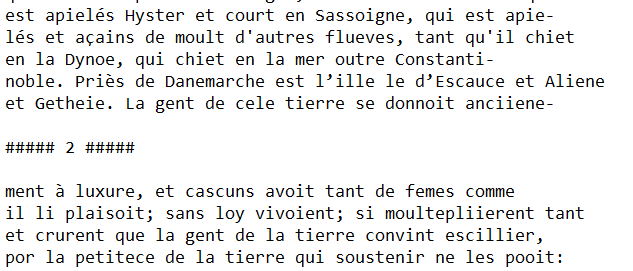 est apielés Hyster et court en Sassoigne, qui est apie-
lés et açains de moult d'autres flueves, tant qu'il chiet
en la Dynoe, qui chiet en la mer outre Constanti-
noble. Priès de Danemarche est l’ille le d’Escauce et Aliene
et Getheie. La gent de cele tierre se donnoit anciiene-
##### 2 #####
ment à luxure, et cascuns avoit tant de femes comme
il li plaisoit; sans loy vivoient; si moultepliierent tant
et crurent que la gent de la tierre convint escillier,
por la petitece de la tierre qui soustenir ne les pooit: